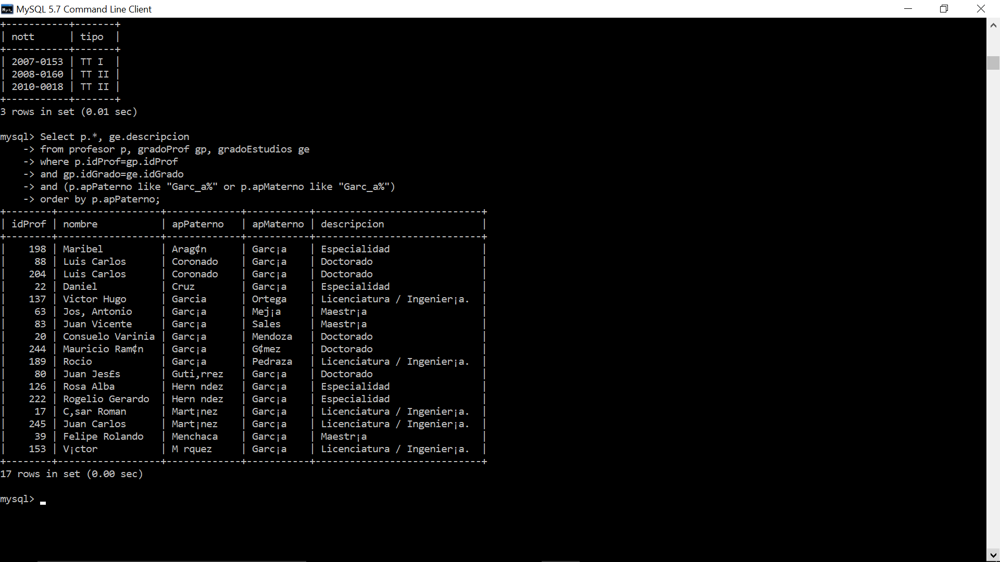 MySQL 5.7 Command Line Client
+-----------+-------+
| nott      | tipo  |
+-----------+-------+
| 2007-0153 | TT I  |
| 2008-0160 | TT II |
| 2010-0018 | TT II |
+-----------+-------+
3 rows in set (0.01 sec)
mysql> Select p.*, ge.descripcion
    -> from profesor p, gradoProf gp, gradoEstudios ge
    -> where p.idProf=gp.idProf
    -> and gp.idGrado=ge.idGrado
    -> and (p.apPaterno like "Garc_a%" or p.apMaterno like "Garc_a%")
    -> order by p.apPaterno;
+--------+------------------+-------------+-----------+-----------------------------+
| idProf | nombre           | apPaterno   | apMaterno | descripcion                 |
+--------+------------------+-------------+-----------+-----------------------------+
|    198 | Maribel          | Arag¢n      | Garc¡a    | Especialidad                |
|     88 | Luis Carlos      | Coronado    | Garc¡a    | Doctorado                   |
|    204 | Luis Carlos      | Coronado    | Garc¡a    | Doctorado                   |
|     22 | Daniel           | Cruz        | Garc¡a    | Especialidad                |
|    137 | Victor Hugo      | Garcia      | Ortega    | Licenciatura / Ingenier¡a.  |
|     63 | Jos‚ Antonio     | Garc¡a      | Mej¡a     | Maestr¡a                    |
|     83 | Juan Vicente     | Garc¡a      | Sales     | Maestr¡a                    |
|     20 | Consuelo Varinia | Garc¡a      | Mendoza   | Doctorado                   |
|    244 | Mauricio Ram¢n   | Garc¡a      | G¢mez     | Doctorado                   |
|    189 | Rocio            | Garc¡a      | Pedraza   | Licenciatura / Ingenier¡a.  |
|     80 | Juan Jes£s       | Guti‚rrez   | Garc¡a    | Doctorado                   |
|    126 | Rosa Alba        | Hern ndez   | Garc¡a    | Especialidad                |
|    222 | Rogelio Gerardo  | Hern ndez   | Garc¡a    | Especialidad                |
|     17 | C‚sar Roman      | Mart¡nez    | Garc¡a    | Licenciatura / Ingenier¡a.  |
|    245 | Juan Carlos      | Mart¡nez    | Garc¡a    | Licenciatura / Ingenier¡a.  |
|     39 | Felipe Rolando   | Menchaca    | Garc¡a    | Maestr¡a                    |
|    153 | V¡ctor           | M rquez     | Garc¡a    | Licenciatura / Ingenier¡a.  |
+--------+------------------+-------------+-----------+-----------------------------+
17 rows in set (0.00 sec)
mysql>